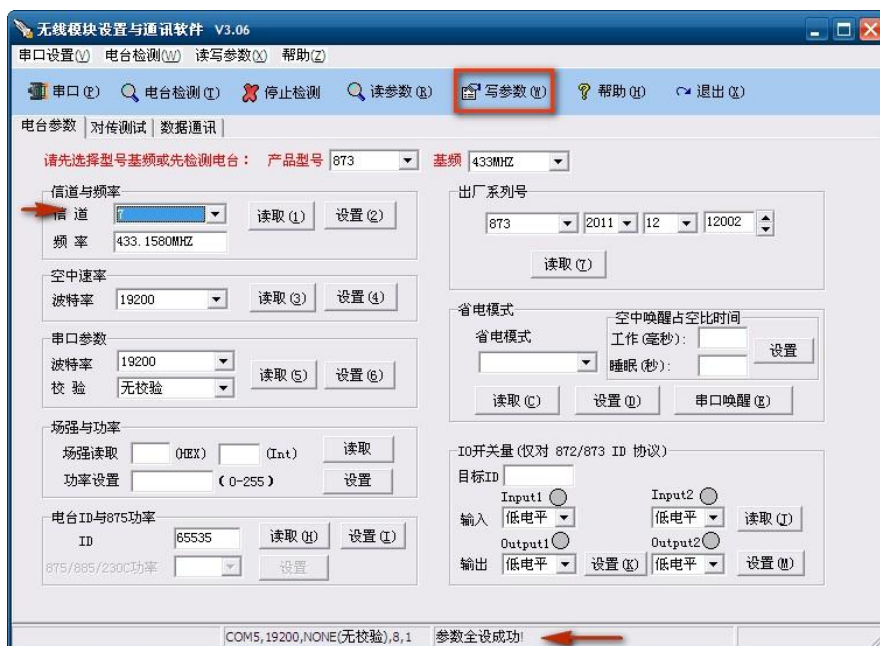 无线模块设置与通讯软件 V3.06
串口设置(V) 电台检测(W) 读写参数(X) 帮助(Z)
串口(P) 电台检测(T) 停止检测 读参数(R) 写参数(W) 帮助(H) 退出(X)
电台参数 对传测试 数据通讯
请先选择型号基频或先检测电台： 产品型号 873 基频 433MHZ
信道与频率
信 道 7 读取(1) 设置(2)
频 率 433.1580MHZ
空中速率
波特率 19200 读取(3) 设置(4)
串口参数
波特率 19200
校 验 无校验 读取(5) 设置(6)
场强与功率
场强读取 (HEX) (Int) 读取
功率设置 (0-255) 设置
电台ID与875功率
ID 65535 读取(H) 设置(I)
875/885/230C功率 设置
出厂系列号
873 2011 12 12002
读取(7)
省电模式
省电模式
空中唤醒占空比时间
工作(毫秒):
睡眠(秒):
设置
读取(C) 设置(D) 串口唤醒(E)
IO开关量(仅对 872/873 ID 协议)
目标ID
Input1 Input2
输入 低电平 低电平 读取(J)
Output1 Output2
输出 低电平 设置(K) 低电平 设置(M)
COM5,19200,NONE(无校验),8,1 参数全设成功!